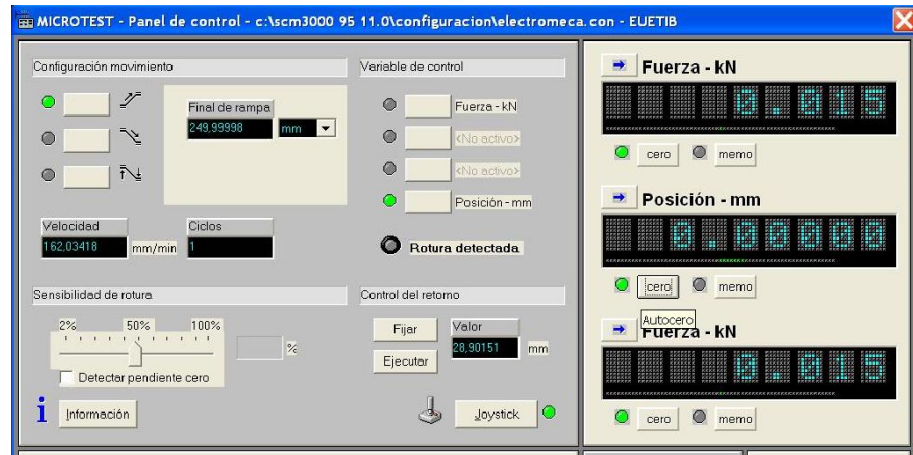 MICROTEST - Panel de control - c:\scm3000 95 11.0\configuracion\electromeca.con - EUETIB
Configuración movimiento
Final de rampa
249,99998 mm
Velocidad
162,03418 mm/min
Ciclos
1
Variable de control
Fuerza - kN
<No activo>
<No activo>
Posición - mm
Rotura detectada
Sensibilidad de rotura
2% 50% 100%
%
Detectar pendiente cero
Información
Control del retorno
Fijar
Ejecutar
Valor
28,90151 mm
Joystick
Fuerza - kN
0.015
cero memo
Posición - mm
0.00000
cero memo
Autocero
Fuerza - kN
0.015
cero memo